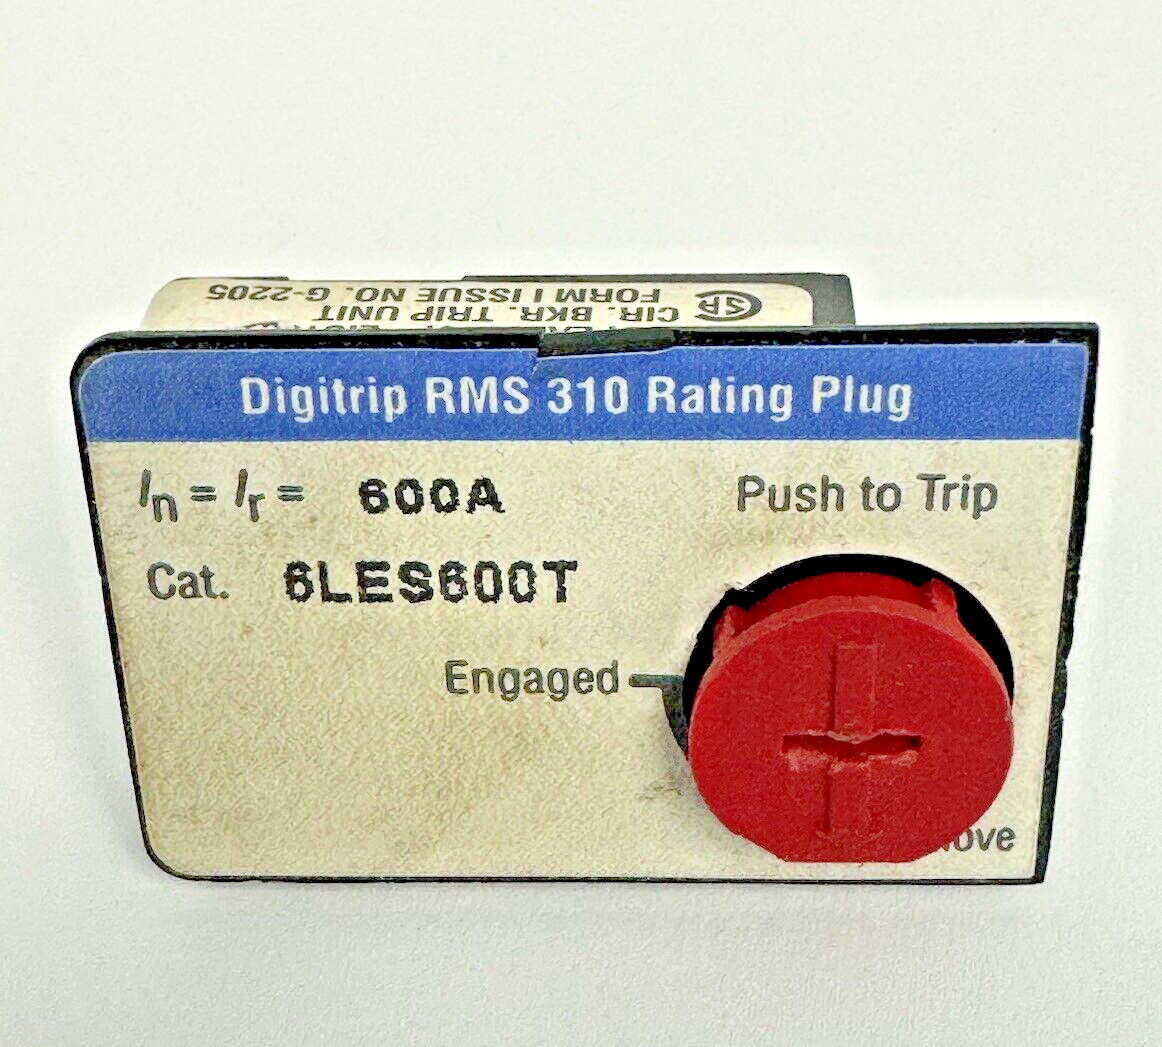 Digitrip RMS 310 Rating Plug
In = Ir = 600A
Push to Trip
Cat. 6LES600T
Engaged
CIR. BKR. TRIP UNIT
FORM I ISSUE NO. G-2205